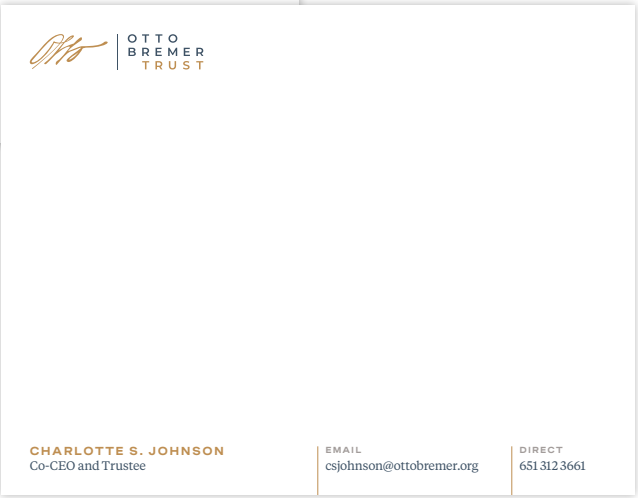 Otto
OTTO
BREMER
TRUST
CHARLOTTE S. JOHNSON
Co-CEO and Trustee
EMAIL
csjohnson@ottobremer.org
DIRECT
651 312 3661